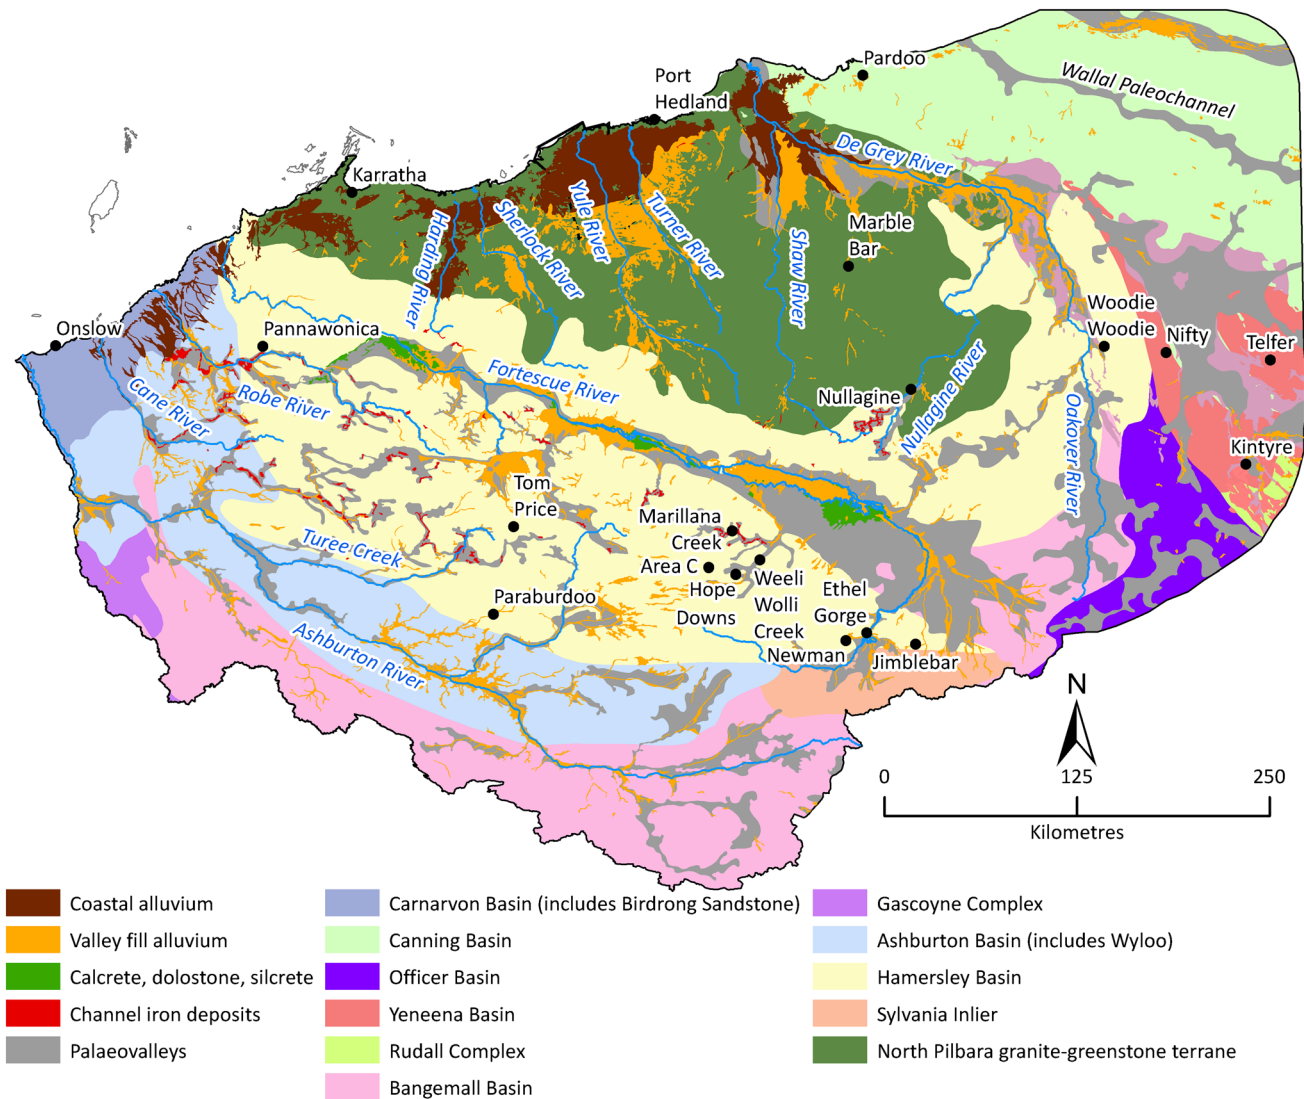 Pardoo
Wallal Paleochannel
Port
Hedland
De Grey River
Karratha
Harding River
Sherlock River
Yule River
Turner River
Shaw River
Marble
Bar
Onslow
Pannawonica
Woodie
Woodie
Nifty
Telfer
Cane River
Robe River
Fortescue River
Nullagine
Nullagine River
Oakover River
Kintyre
Tom
Price
Turee Creek
Marillana
Creek
Area C
Hope
Downs
Weeli
Wolli
Creek
Ethel
Gorge
Paraburdoo
Newman
Jimblebar
Ashburton River
N
0
125
250
Kilometres
Coastal alluvium
Valley fill alluvium
Calcrete, dolostone, silcrete
Channel iron deposits
Palaeovalleys
Carnarvon Basin (includes Birdrong Sandstone)
Canning Basin
Officer Basin
Yeneena Basin
Rudall Complex
Bangemall Basin
Gascoyne Complex
Ashburton Basin (includes Wyloo)
Hamersley Basin
Sylvania Inlier
North Pilbara granite-greenstone terrane